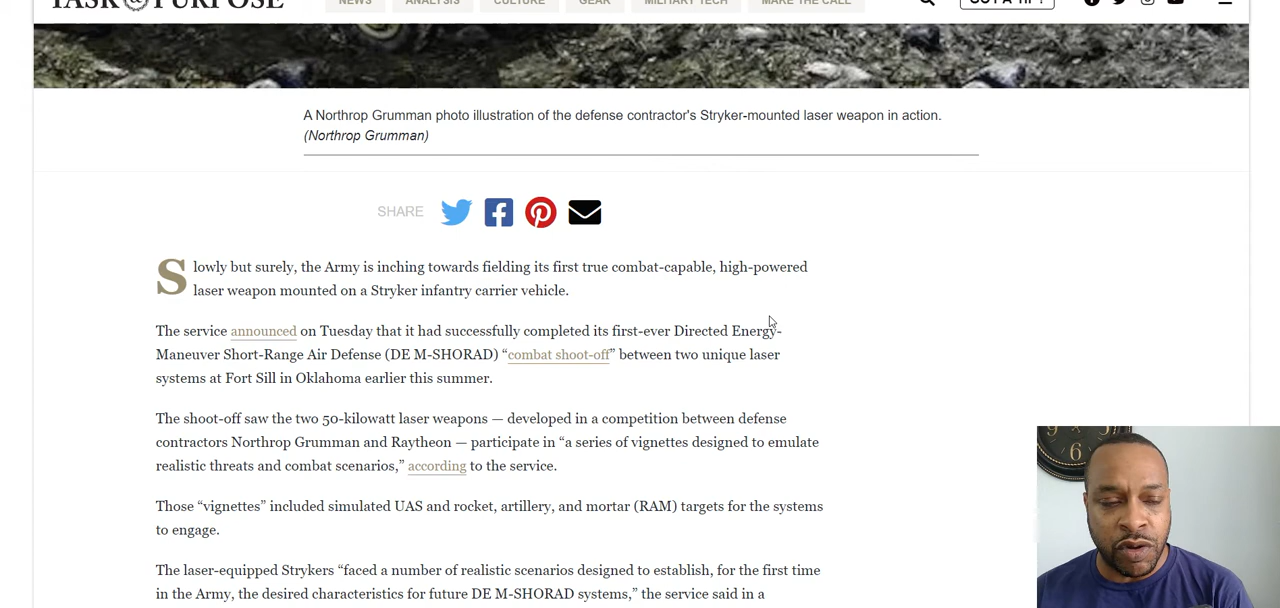 TASK & PURPOSE
NEWS ANALYSIS CULTURE GEAR MILITARY TECH MAKE THE CALL
GOT A TIP?
A Northrop Grumman photo illustration of the defense contractor's Stryker-mounted laser weapon in action.
(Northrop Grumman)
SHARE
Slowly but surely, the Army is inching towards fielding its first true combat-capable, high-powered
laser weapon mounted on a Stryker infantry carrier vehicle.
The service announced on Tuesday that it had successfully completed its first-ever Directed Energy-
Maneuver Short-Range Air Defense (DE M-SHORAD) “combat shoot-off” between two unique laser
systems at Fort Sill in Oklahoma earlier this summer.
The shoot-off saw the two 50-kilowatt laser weapons — developed in a competition between defense
contractors Northrop Grumman and Raytheon — participate in “a series of vignettes designed to emulate
realistic threats and combat scenarios,” according to the service.
Those “vignettes” included simulated UAS and rocket, artillery, and mortar (RAM) targets for the systems
to engage.
The laser-equipped Strykers “faced a number of realistic scenarios designed to establish, for the first time
in the Army, the desired characteristics for future DE M-SHORAD systems,” the service said in a
9 3
6